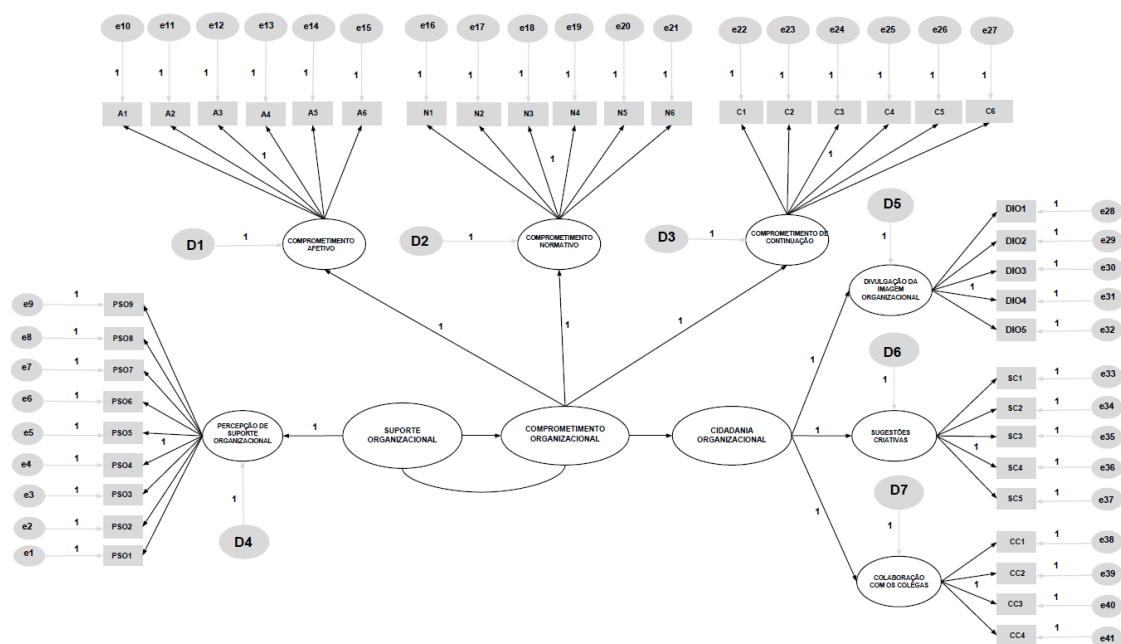 e10 e11 e12 e13 e14 e15 e16 e17 e18 e19 e20 e21 e22 e23 e24 e25 e26 e27
1 1 1 1 1 1 1 1 1 1 1 1 1 1 1 1 1 1
A1 A2 A3 A4 A5 A6 N1 N2 N3 N4 N5 N6 C1 C2 C3 C4 C5 C6
1 1 1
D1 1 COMPROMETIMENTO
AFETIVO
D2 1 COMPROMETIMENTO
NORMATIVO
D3 1 COMPROMETIMENTO DE
CONTINUAÇÃO
D5
1
DIVULGAÇÃO DA
IMAGEM
ORGANIZACIONAL
1
DIO1 1 e28
DIO2 1 e29
DIO3 1 e30
DIO4 1 e31
DIO5 1 e32
e9 1 PSO9
e8 1 PSO8
e7 1 PSO7
e6 1 PSO6
e5 1 PSO5
e4 1 PSO4
e3 1 PSO3
e2 1 PSO2
e1 1 PSO1
1
PERCEPÇÃO DE
SUPORTE
ORGANIZACIONAL
1
D4
1
SUPORTE
ORGANIZACIONAL
1 1 1
COMPROMETIMENTO
ORGANIZACIONAL
CIDADANIA
ORGANIZACIONAL
1 1 1
D6
1
SUGESTÕES
CRIATIVAS
1
SC1 1 e33
SC2 1 e34
SC3 1 e35
SC4 1 e36
SC5 1 e37
D7
1
COLABORAÇÃO
COM OS COLEGAS
1
CC1 1 e38
CC2 1 e39
CC3 1 e40
CC4 1 e41